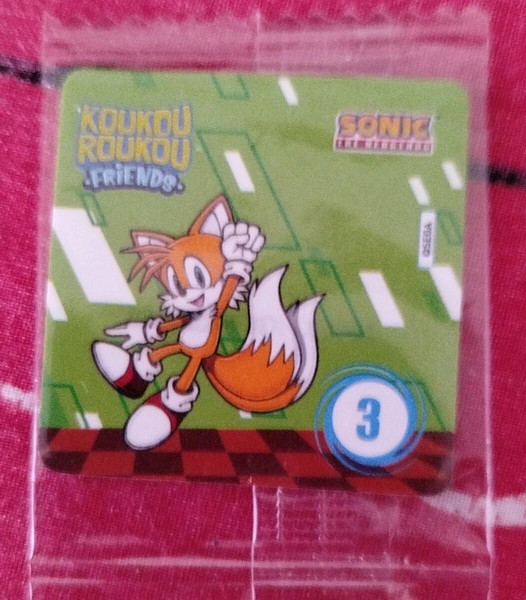 KOUKOU
ROUKOU
FRiENDS
SONIC
THE HEDGEHOG
©SEGA
3